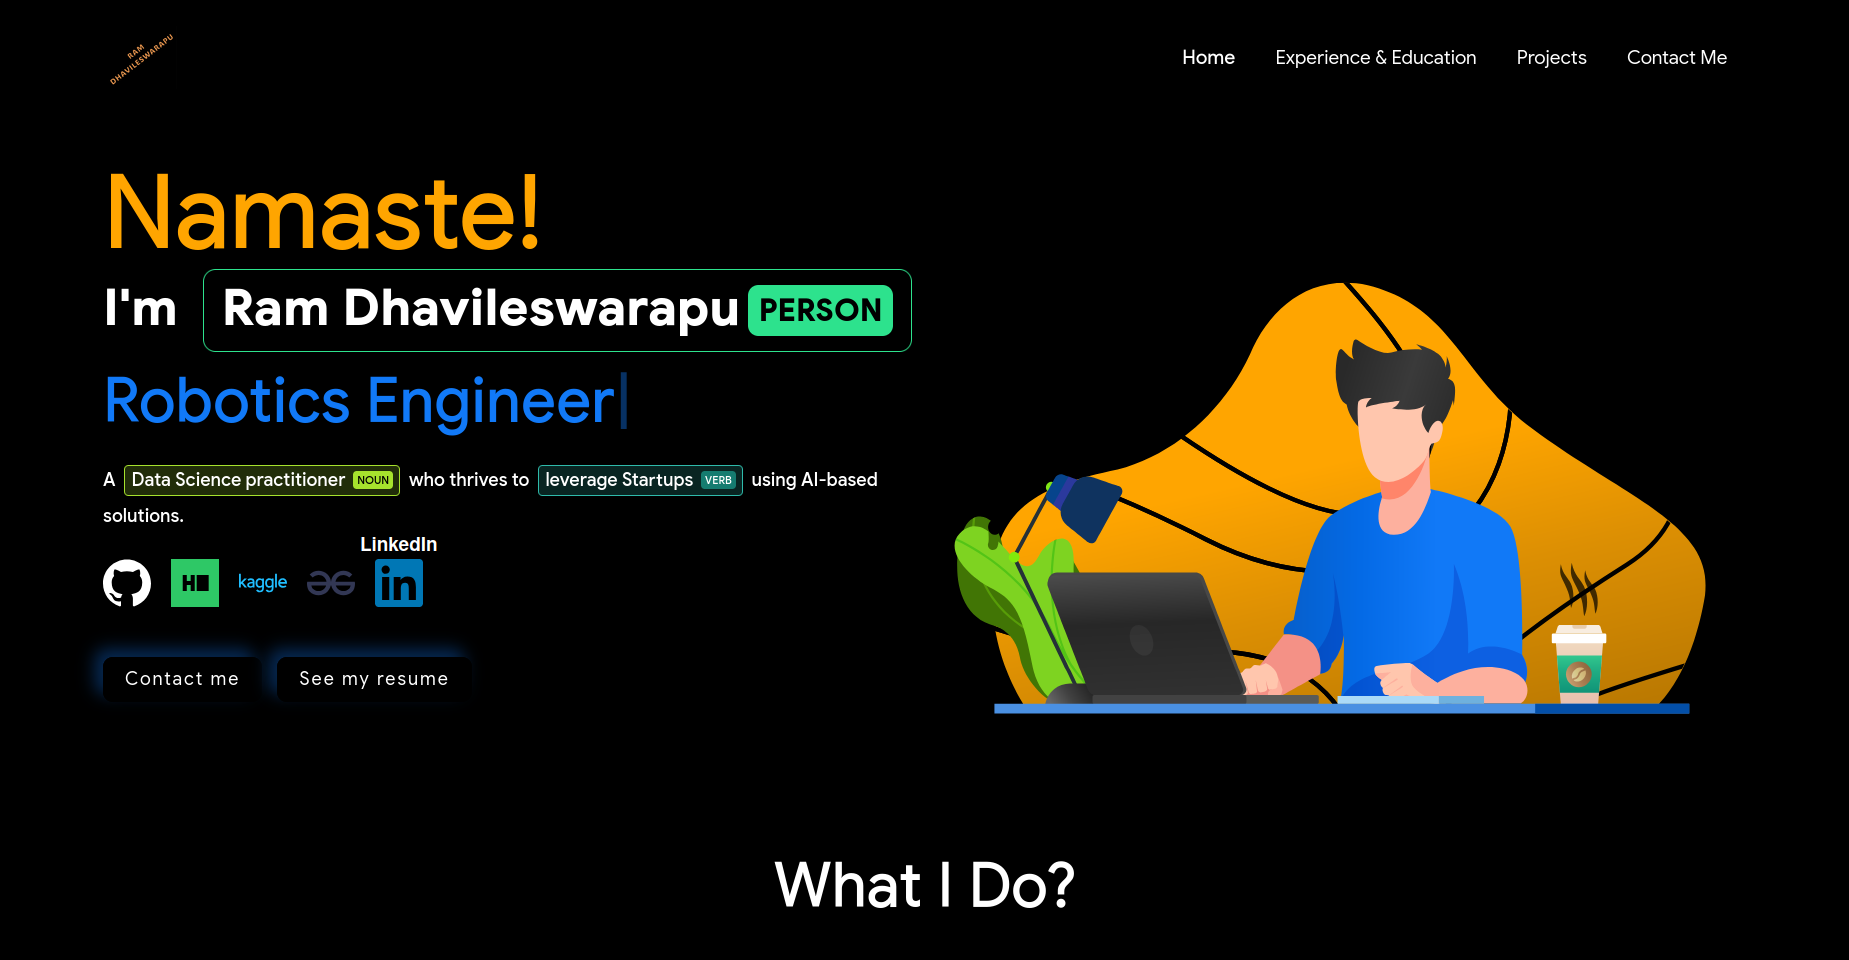 RAM
DHAVILESWARAPU
Home Experience & Education Projects Contact Me
Namaste!
I'm Ram Dhavileswarapu PERSON
Robotics Engineer|
A Data Science practitioner NOUN who thrives to leverage Startups VERB using AI-based
solutions.
LinkedIn
H kaggle in
Contact me See my resume
What I Do?